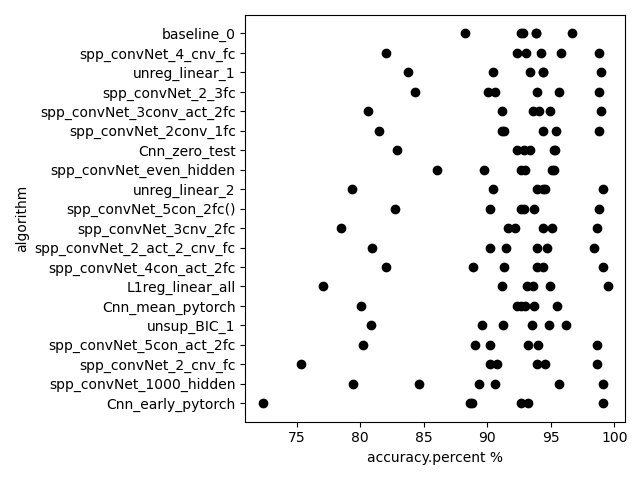 baseline_0
spp_convNet_4_cnv_fc
unreg_linear_1
spp_convNet_2_3fc
spp_convNet_3conv_act_2fc
spp_convNet_2conv_1fc
Cnn_zero_test
spp_convNet_even_hidden
unreg_linear_2
spp_convNet_5con_2fc()
spp_convNet_3cnv_2fc
spp_convNet_2_act_2_cnv_fc
spp_convNet_4con_act_2fc
L1reg_linear_all
Cnn_mean_pytorch
unsup_BIC_1
spp_convNet_5con_act_2fc
spp_convNet_2_cnv_fc
spp_convNet_1000_hidden
Cnn_early_pytorch
algorithm
75 80 85 90 95 100
accuracy.percent %